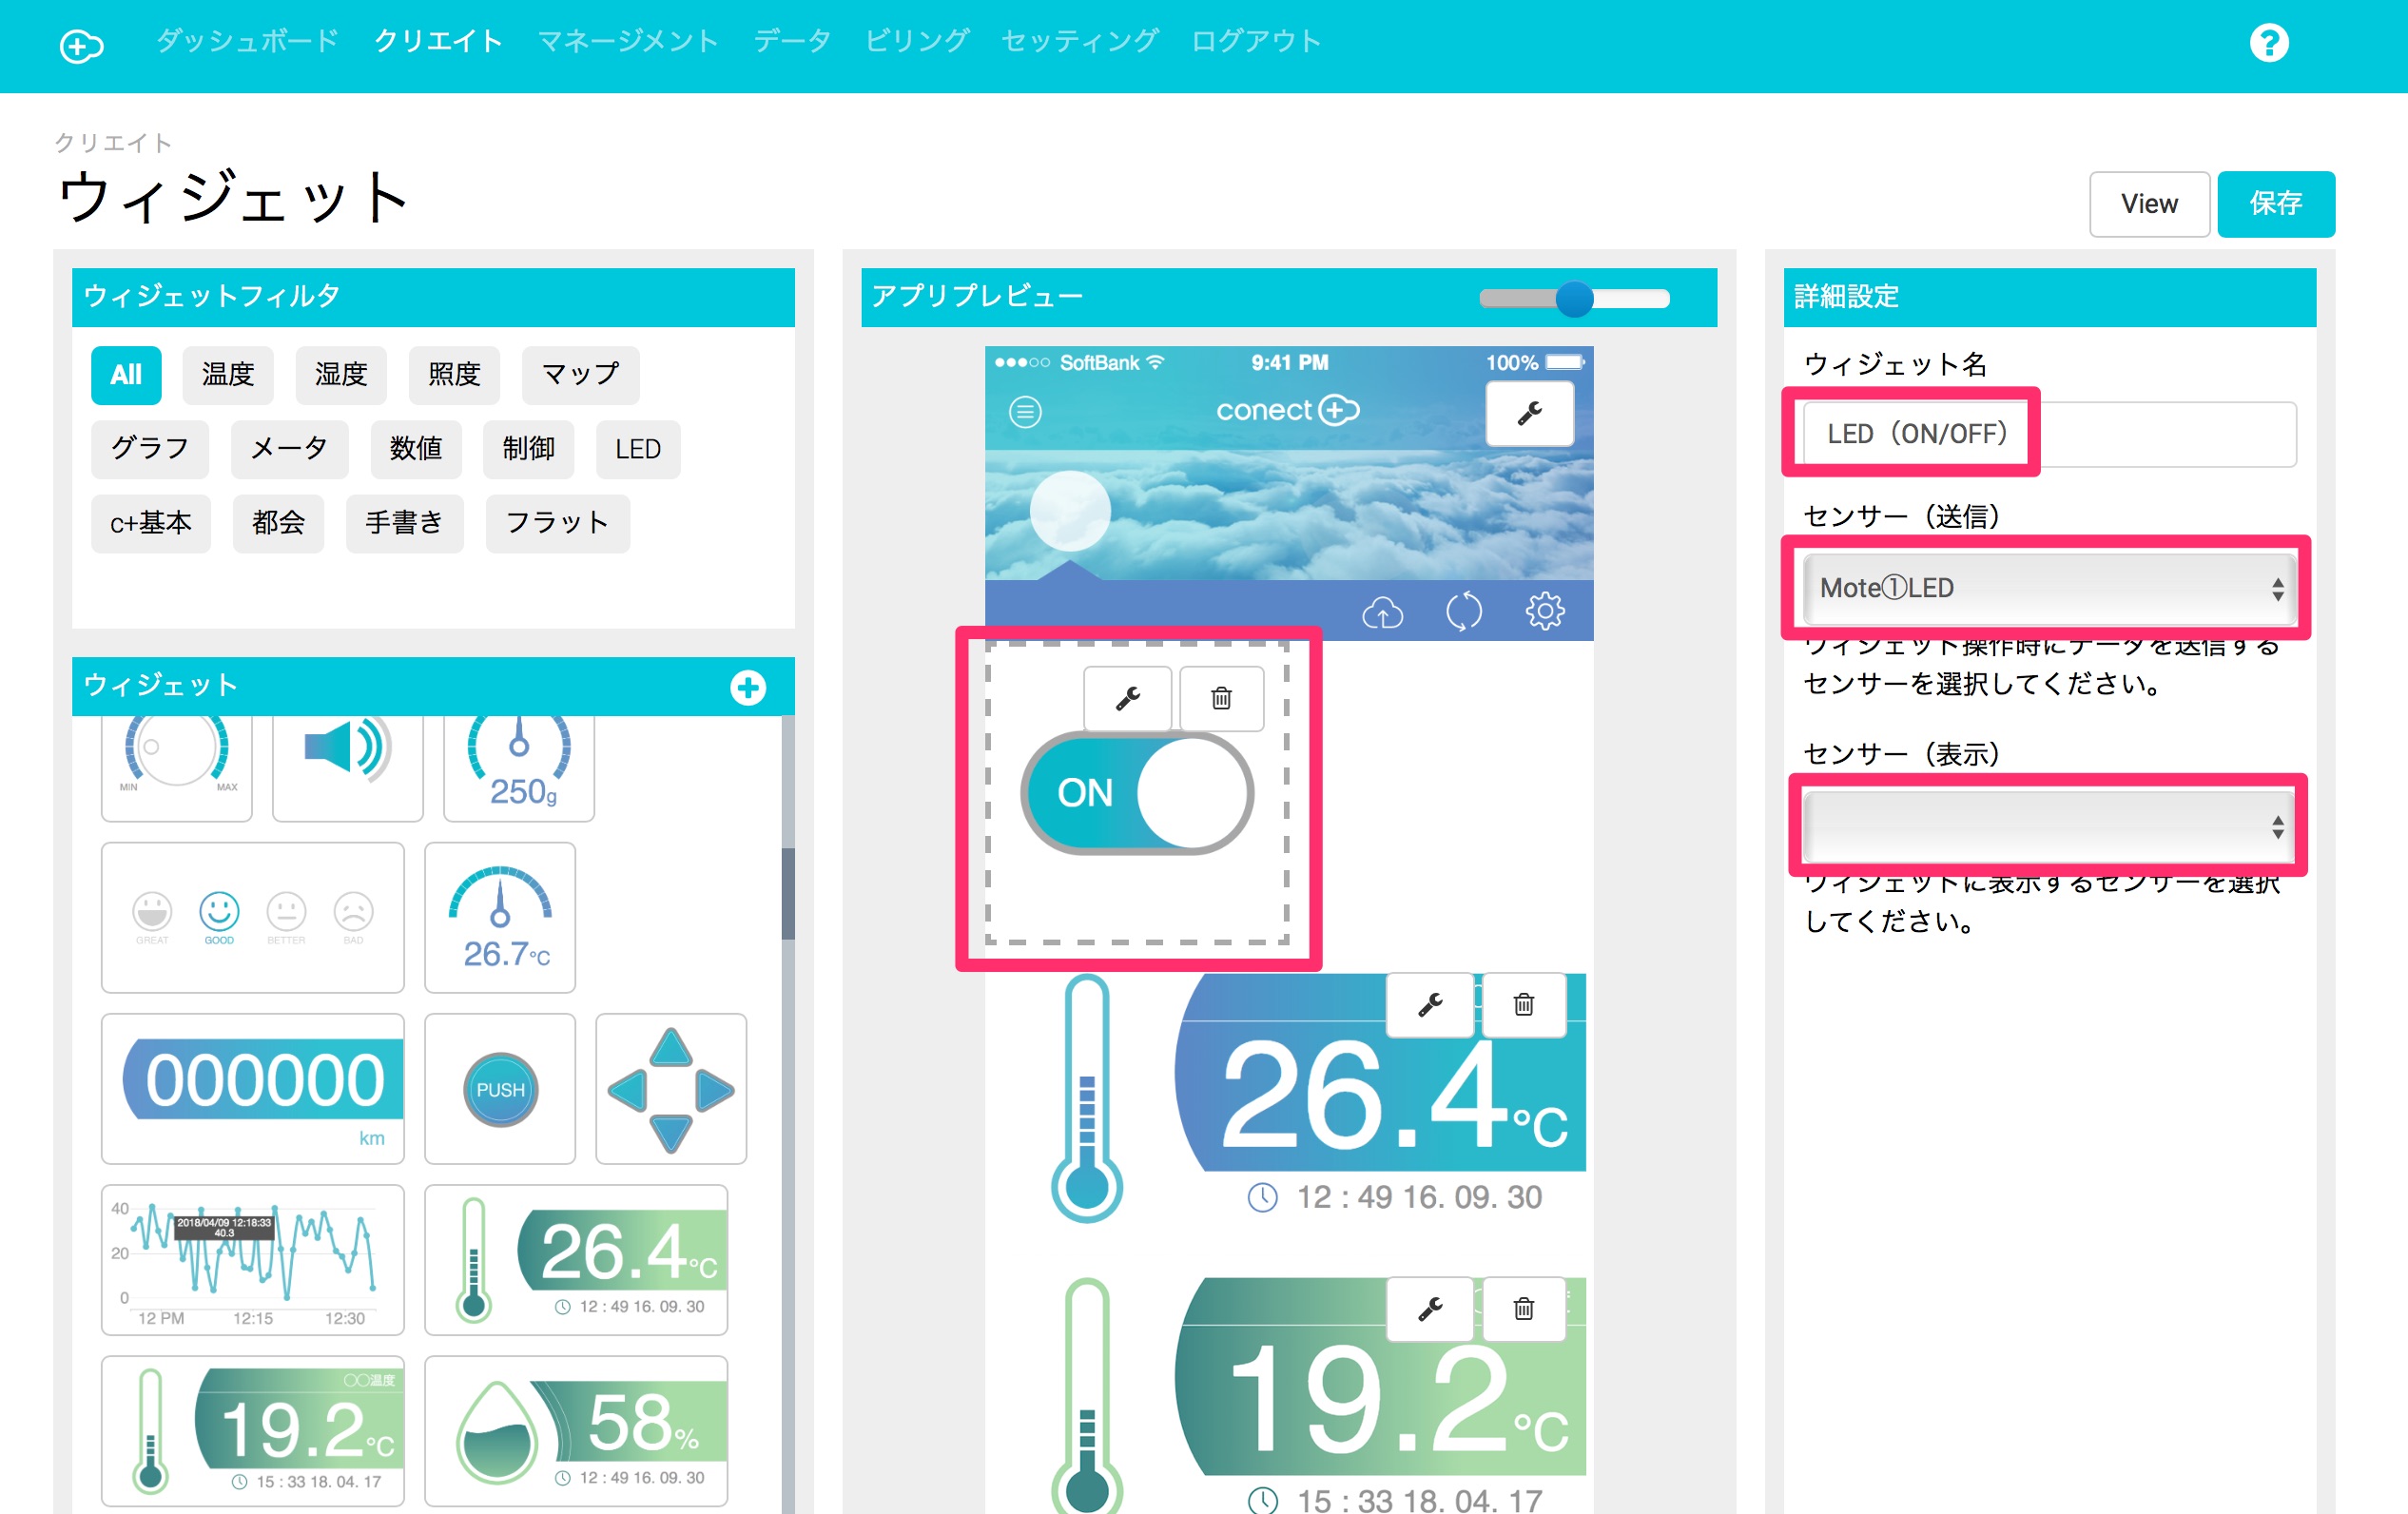 ダッシュボード クリエイト マネージメント データ ビリング セッティング ログアウト ?
クリエイト
ウィジェット
View 保存
ウィジェットフィルタ
All 温度 湿度 照度 マップ
グラフ メータ 数値 制御 LED
c+基本 都会 手書き フラット
ウィジェット
MIN MAX
250g
GREAT GOOD BETTER BAD
26.7°C
000000
km
PUSH
40
20
0
2018/04/09 12:18:33
40.3
12 PM 12:15 12:30
26.4°C
12 : 49 16. 09. 30
〇〇温度
19.2°C
15 : 33 18. 04. 17
58%
12 : 49 16. 09. 30
アプリプレビュー
SoftBank 9:41 PM 100%
conect
ON
26.4°C
12 : 49 16. 09. 30
19.2°C
15 : 33 18. 04. 17
詳細設定
ウィジェット名
LED（ON/OFF）
センサー（送信）
Mote①LED
ウィジェット操作時にデータを送信する
センサーを選択してください。
センサー（表示）
ウィジェットに表示するセンサーを選択
してください。